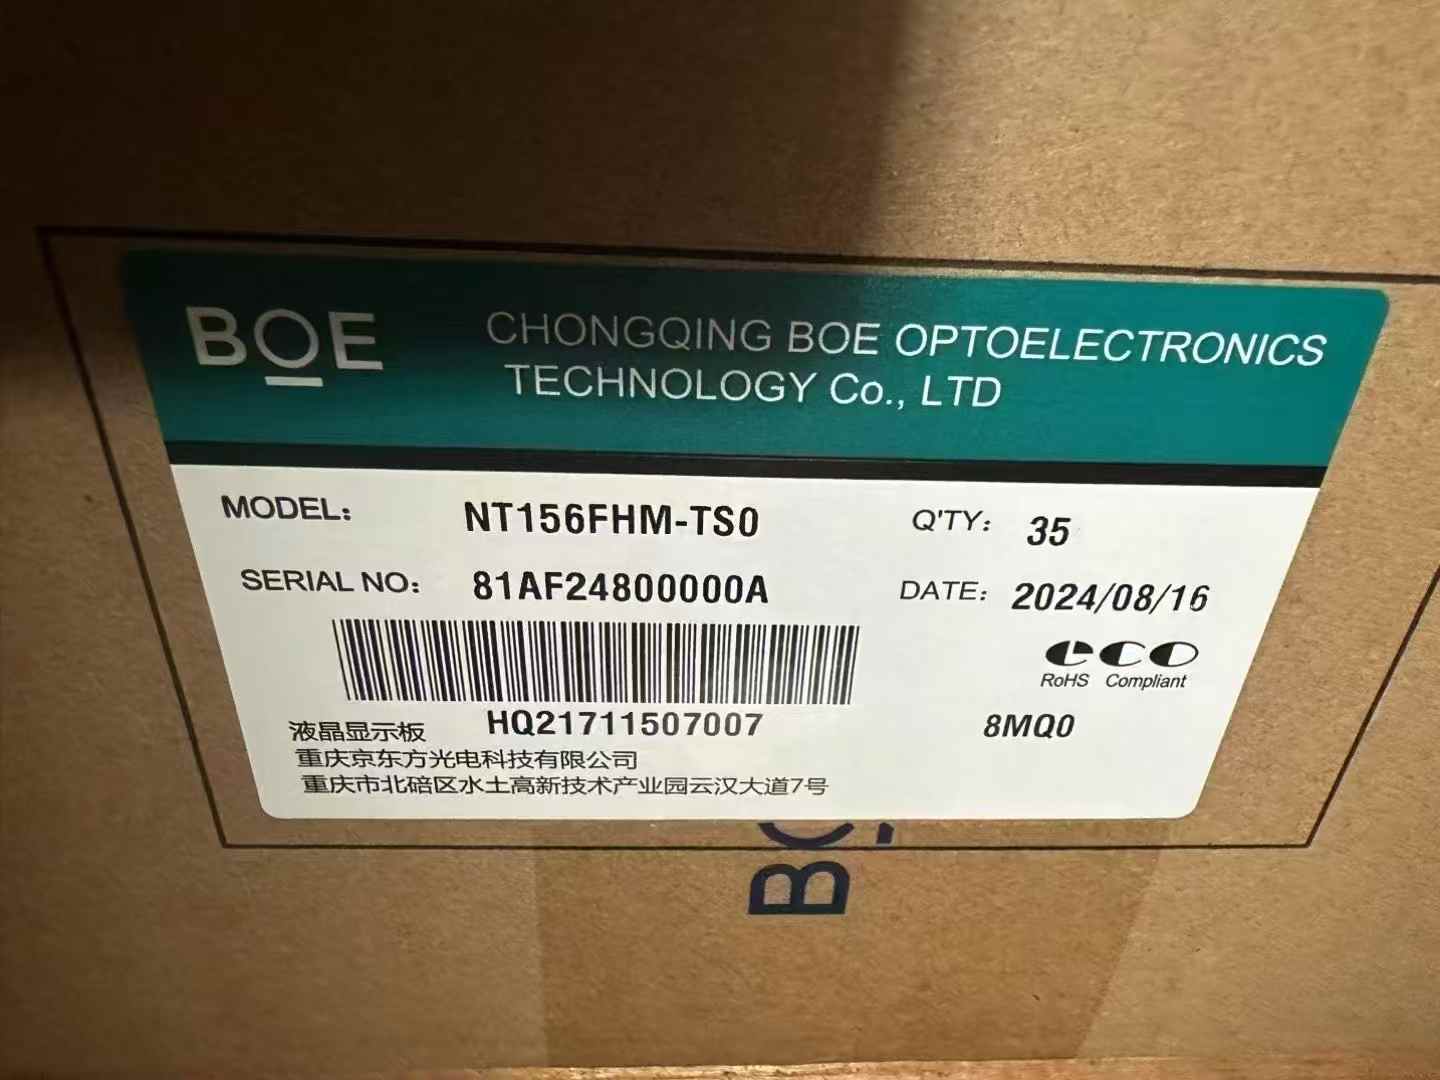 BOE
CHONGQING BOE OPTOELECTRONICS
TECHNOLOGY Co., LTD
MODEL: NT156FHM-TS0 Q'TY: 35
SERIAL NO: 81AF24800000A DATE: 2024/08/16
eco
RoHS Compliant
HQ21711507007 8MQ0
液晶显示板
重庆京东方光电科技有限公司
重庆市北碚区水土高新技术产业园云汉大道7号